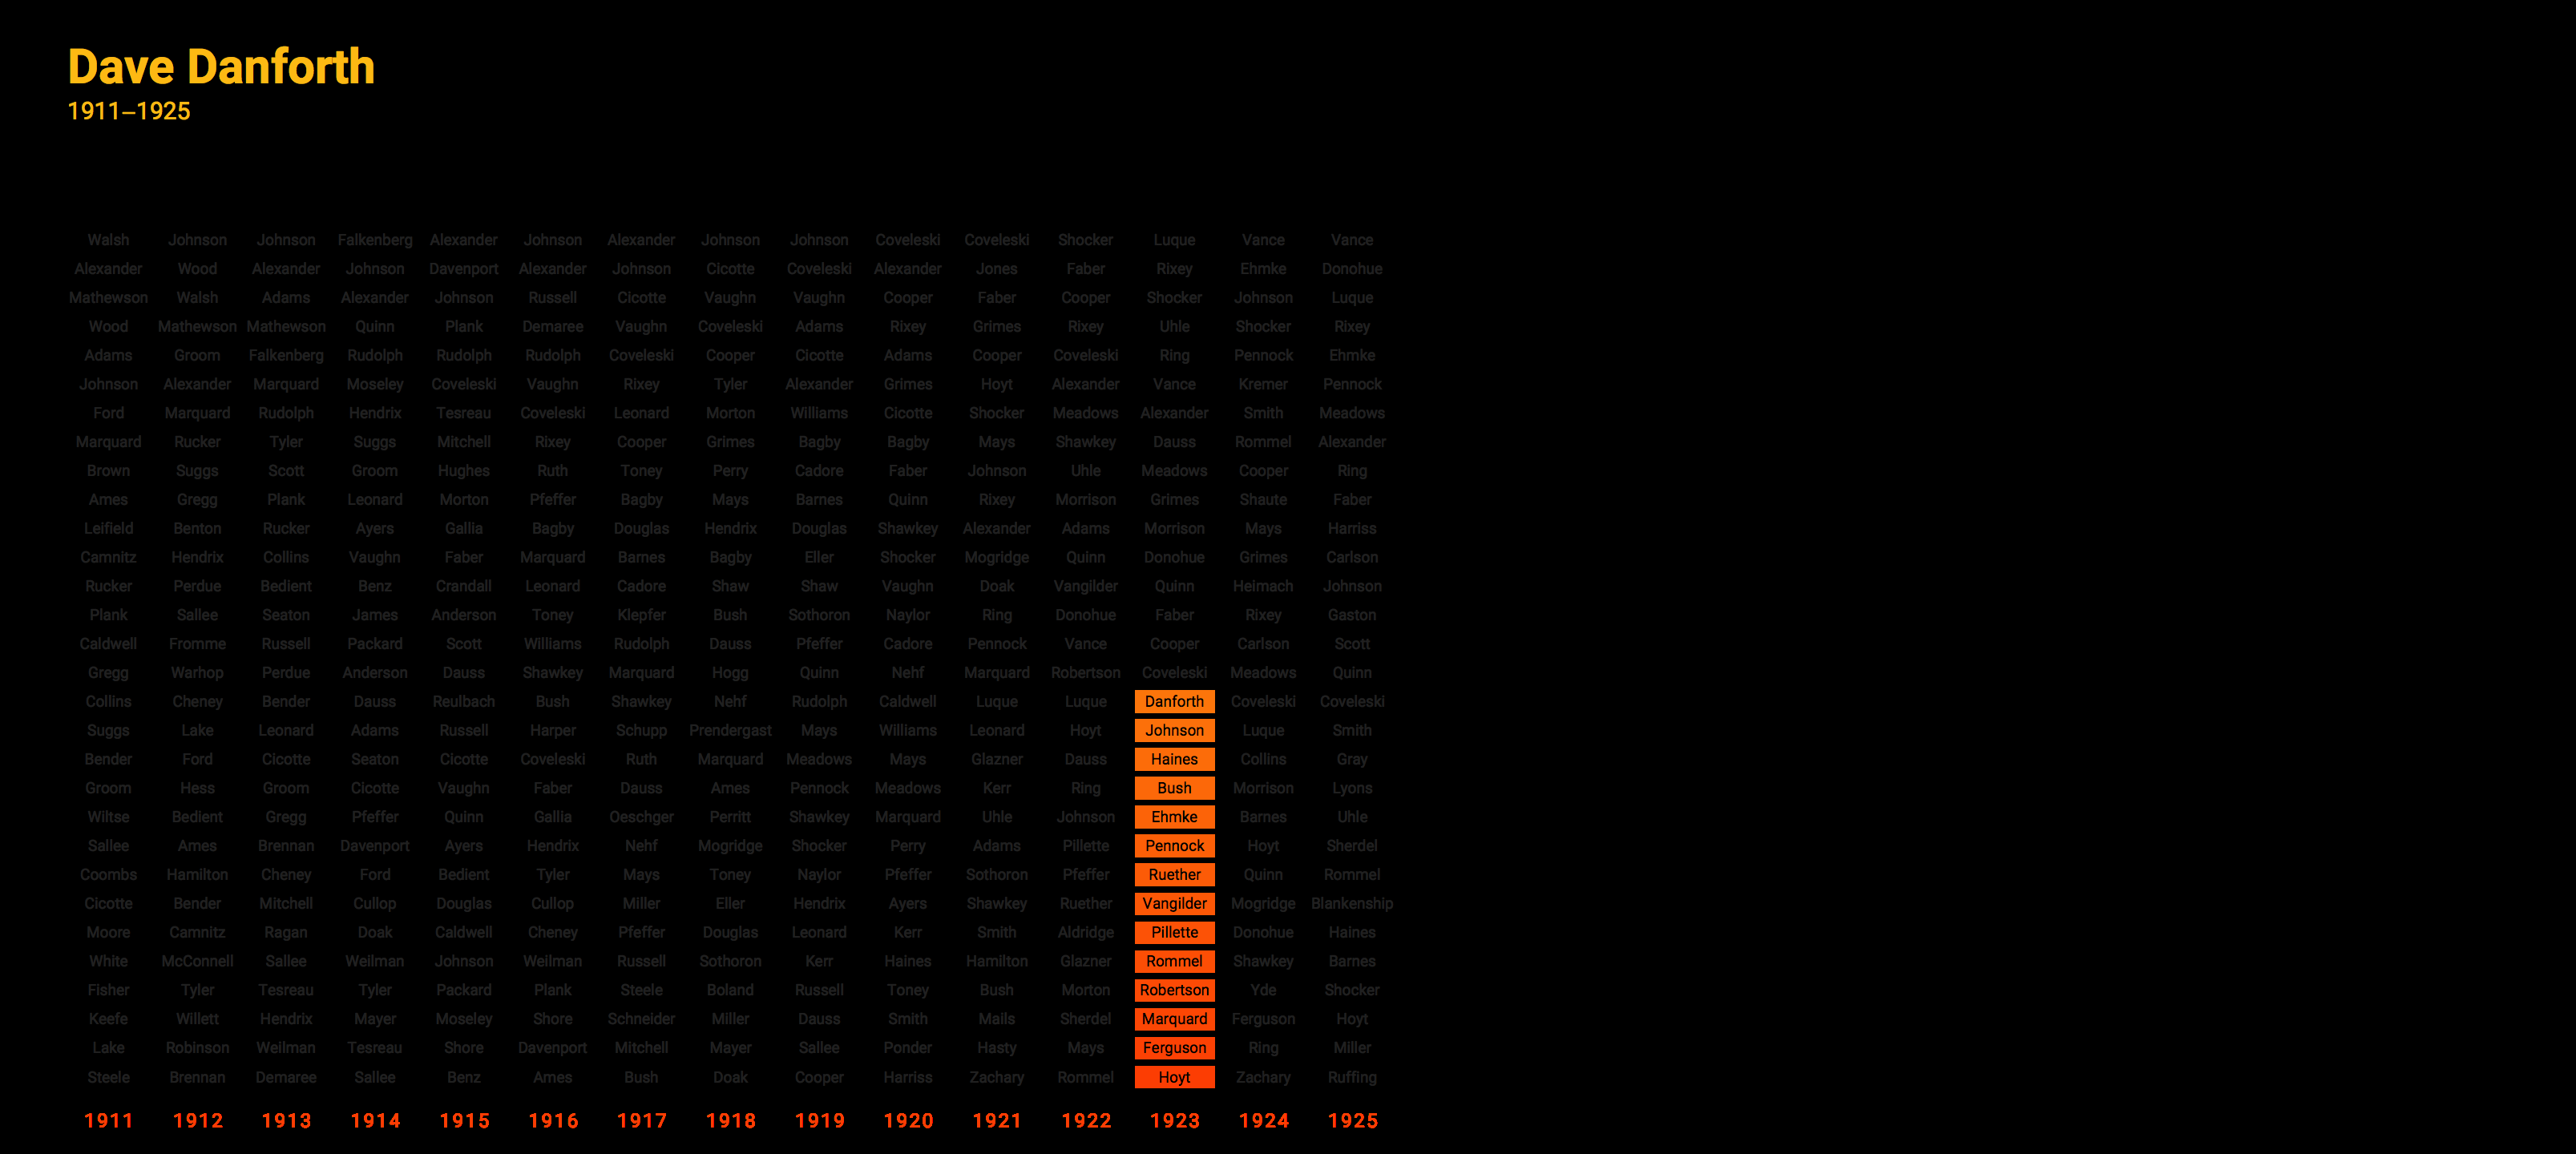 Dave Danforth
1911–1925
Walsh Johnson Johnson Falkenberg Alexander Johnson Alexander Johnson Johnson Coveleski Coveleski Shocker Luque Vance Vance
Alexander Wood Alexander Johnson Davenport Alexander Johnson Cicotte Coveleski Alexander Jones Faber Rixey Ehmke Donohue
Mathewson Walsh Adams Alexander Johnson Russell Cicotte Vaughn Vaughn Cooper Faber Cooper Shocker Johnson Luque
Wood Mathewson Mathewson Quinn Plank Demaree Vaughn Coveleski Adams Rixey Grimes Rixey Uhle Shocker Rixey
Adams Groom Falkenberg Rudolph Rudolph Rudolph Coveleski Cooper Cicotte Adams Cooper Coveleski Ring Pennock Ehmke
Johnson Alexander Marquard Moseley Coveleski Vaughn Rixey Tyler Alexander Grimes Hoyt Alexander Vance Kremer Pennock
Ford Marquard Rudolph Hendrix Tesreau Coveleski Leonard Morton Williams Cicotte Shocker Meadows Alexander Smith Meadows
Marquard Rucker Tyler Suggs Mitchell Rixey Cooper Grimes Bagby Bagby Mays Shawkey Dauss Rommel Alexander
Brown Suggs Scott Groom Hughes Ruth Toney Perry Cadore Faber Johnson Uhle Meadows Cooper Ring
Ames Gregg Plank Leonard Morton Pfeffer Bagby Mays Barnes Quinn Rixey Morrison Grimes Shaute Faber
Leifield Benton Rucker Ayers Gallia Bagby Douglas Hendrix Douglas Shawkey Alexander Adams Morrison Mays Harriss
Camnitz Hendrix Collins Vaughn Faber Marquard Barnes Bagby Eller Shocker Mogridge Quinn Donohue Grimes Carlson
Rucker Perdue Bedient Benz Crandall Leonard Cadore Shaw Shaw Vaughn Doak Vangilder Quinn Heimach Johnson
Plank Sallee Seaton James Anderson Toney Klepfer Bush Sothoron Naylor Ring Donohue Faber Rixey Gaston
Caldwell Fromme Russell Packard Scott Williams Rudolph Dauss Pfeffer Cadore Pennock Vance Cooper Carlson Scott
Gregg Warhop Perdue Anderson Dauss Shawkey Marquard Hogg Quinn Nehf Marquard Robertson Coveleski Meadows Quinn
Collins Cheney Bender Dauss Reulbach Bush Shawkey Nehf Rudolph Caldwell Luque Luque Danforth Coveleski Coveleski
Suggs Lake Leonard Adams Russell Harper Schupp Prendergast Mays Williams Leonard Hoyt Johnson Luque Smith
Bender Ford Cicotte Seaton Cicotte Coveleski Ruth Marquard Meadows Mays Glazner Dauss Haines Collins Gray
Groom Hess Groom Cicotte Vaughn Faber Dauss Ames Pennock Meadows Kerr Ring Bush Morrison Lyons
Wiltse Bedient Gregg Pfeffer Quinn Gallia Oeschger Perritt Shawkey Marquard Uhle Johnson Ehmke Barnes Uhle
Sallee Ames Brennan Davenport Ayers Hendrix Nehf Mogridge Shocker Perry Adams Pillette Pennock Hoyt Sherdel
Coombs Hamilton Cheney Ford Bedient Tyler Mays Toney Naylor Pfeffer Sothoron Pfeffer Ruether Quinn Rommel
Cicotte Bender Mitchell Cullop Douglas Cullop Miller Eller Hendrix Ayers Shawkey Ruether Vangilder Mogridge Blankenship
Moore Camnitz Ragan Doak Caldwell Cheney Pfeffer Douglas Leonard Kerr Smith Aldridge Pillette Donohue Haines
White McConnell Sallee Weilman Johnson Weilman Russell Sothoron Kerr Haines Hamilton Glazner Rommel Shawkey Barnes
Fisher Tyler Tesreau Tyler Packard Plank Steele Boland Russell Toney Bush Morton Robertson Yde Shocker
Keefe Willett Hendrix Mayer Moseley Shore Schneider Miller Dauss Smith Mails Sherdel Marquard Ferguson Hoyt
Lake Robinson Weilman Tesreau Shore Davenport Mitchell Mayer Sallee Ponder Hasty Mays Ferguson Ring Miller
Steele Brennan Demaree Sallee Benz Ames Bush Doak Cooper Harriss Zachary Rommel Hoyt Zachary Ruffing
1911 1912 1913 1914 1915 1916 1917 1918 1919 1920 1921 1922 1923 1924 1925